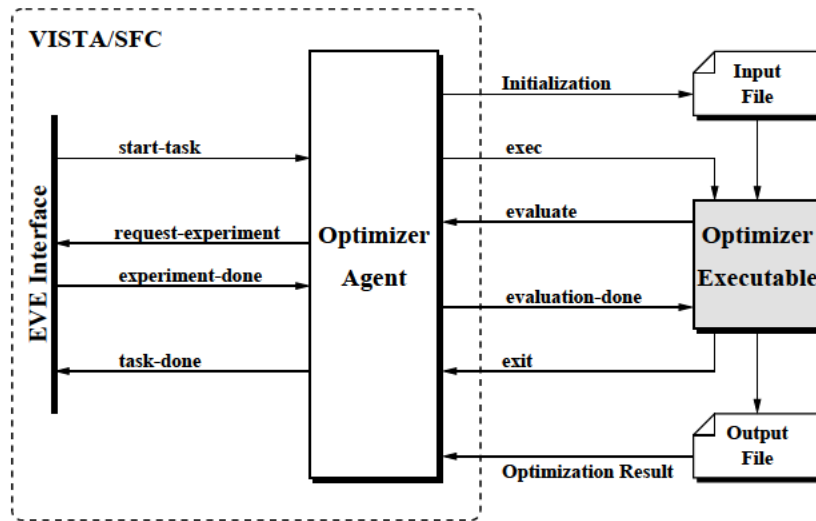 VISTA/SFC
EVE Interface
start-task
request-experiment
experiment-done
task-done
Optimizer
Agent
Initialization
exec
evaluate
evaluation-done
exit
Optimization Result
Input
File
Optimizer
Executable
Output
File